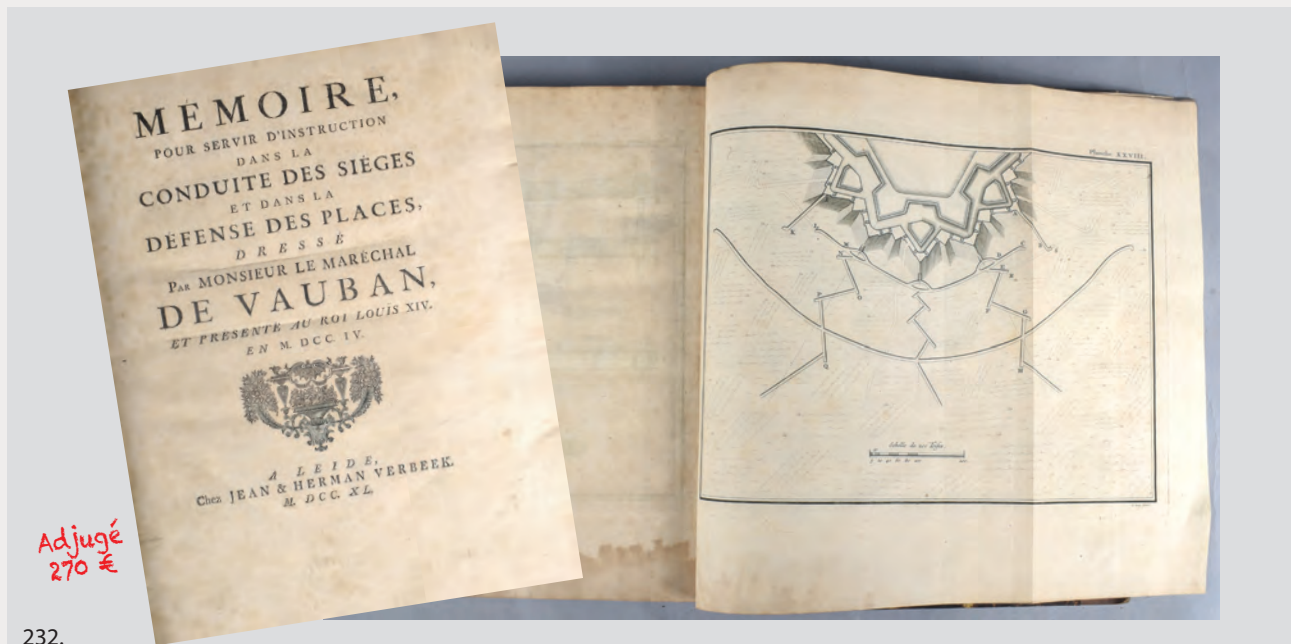 MÉMOIRE,
POUR SERVIR D'INSTRUCTION
DANS LA
CONDUITE DES SIÉGES
ET DANS LA
DÉFENSE DES PLACES,
DRESSÉ
PAR MONSIEUR LE MARÉCHAL
DE VAUBAN,
ET PRÉSENTÉ AU ROI LOUIS XIV.
EN M. DCC. IV.
A LEIDE,
Chez JEAN & HERMAN VERBEEK.
M. DCC. XL.
Planche XXVIII.
Adjugé
270 €
232.